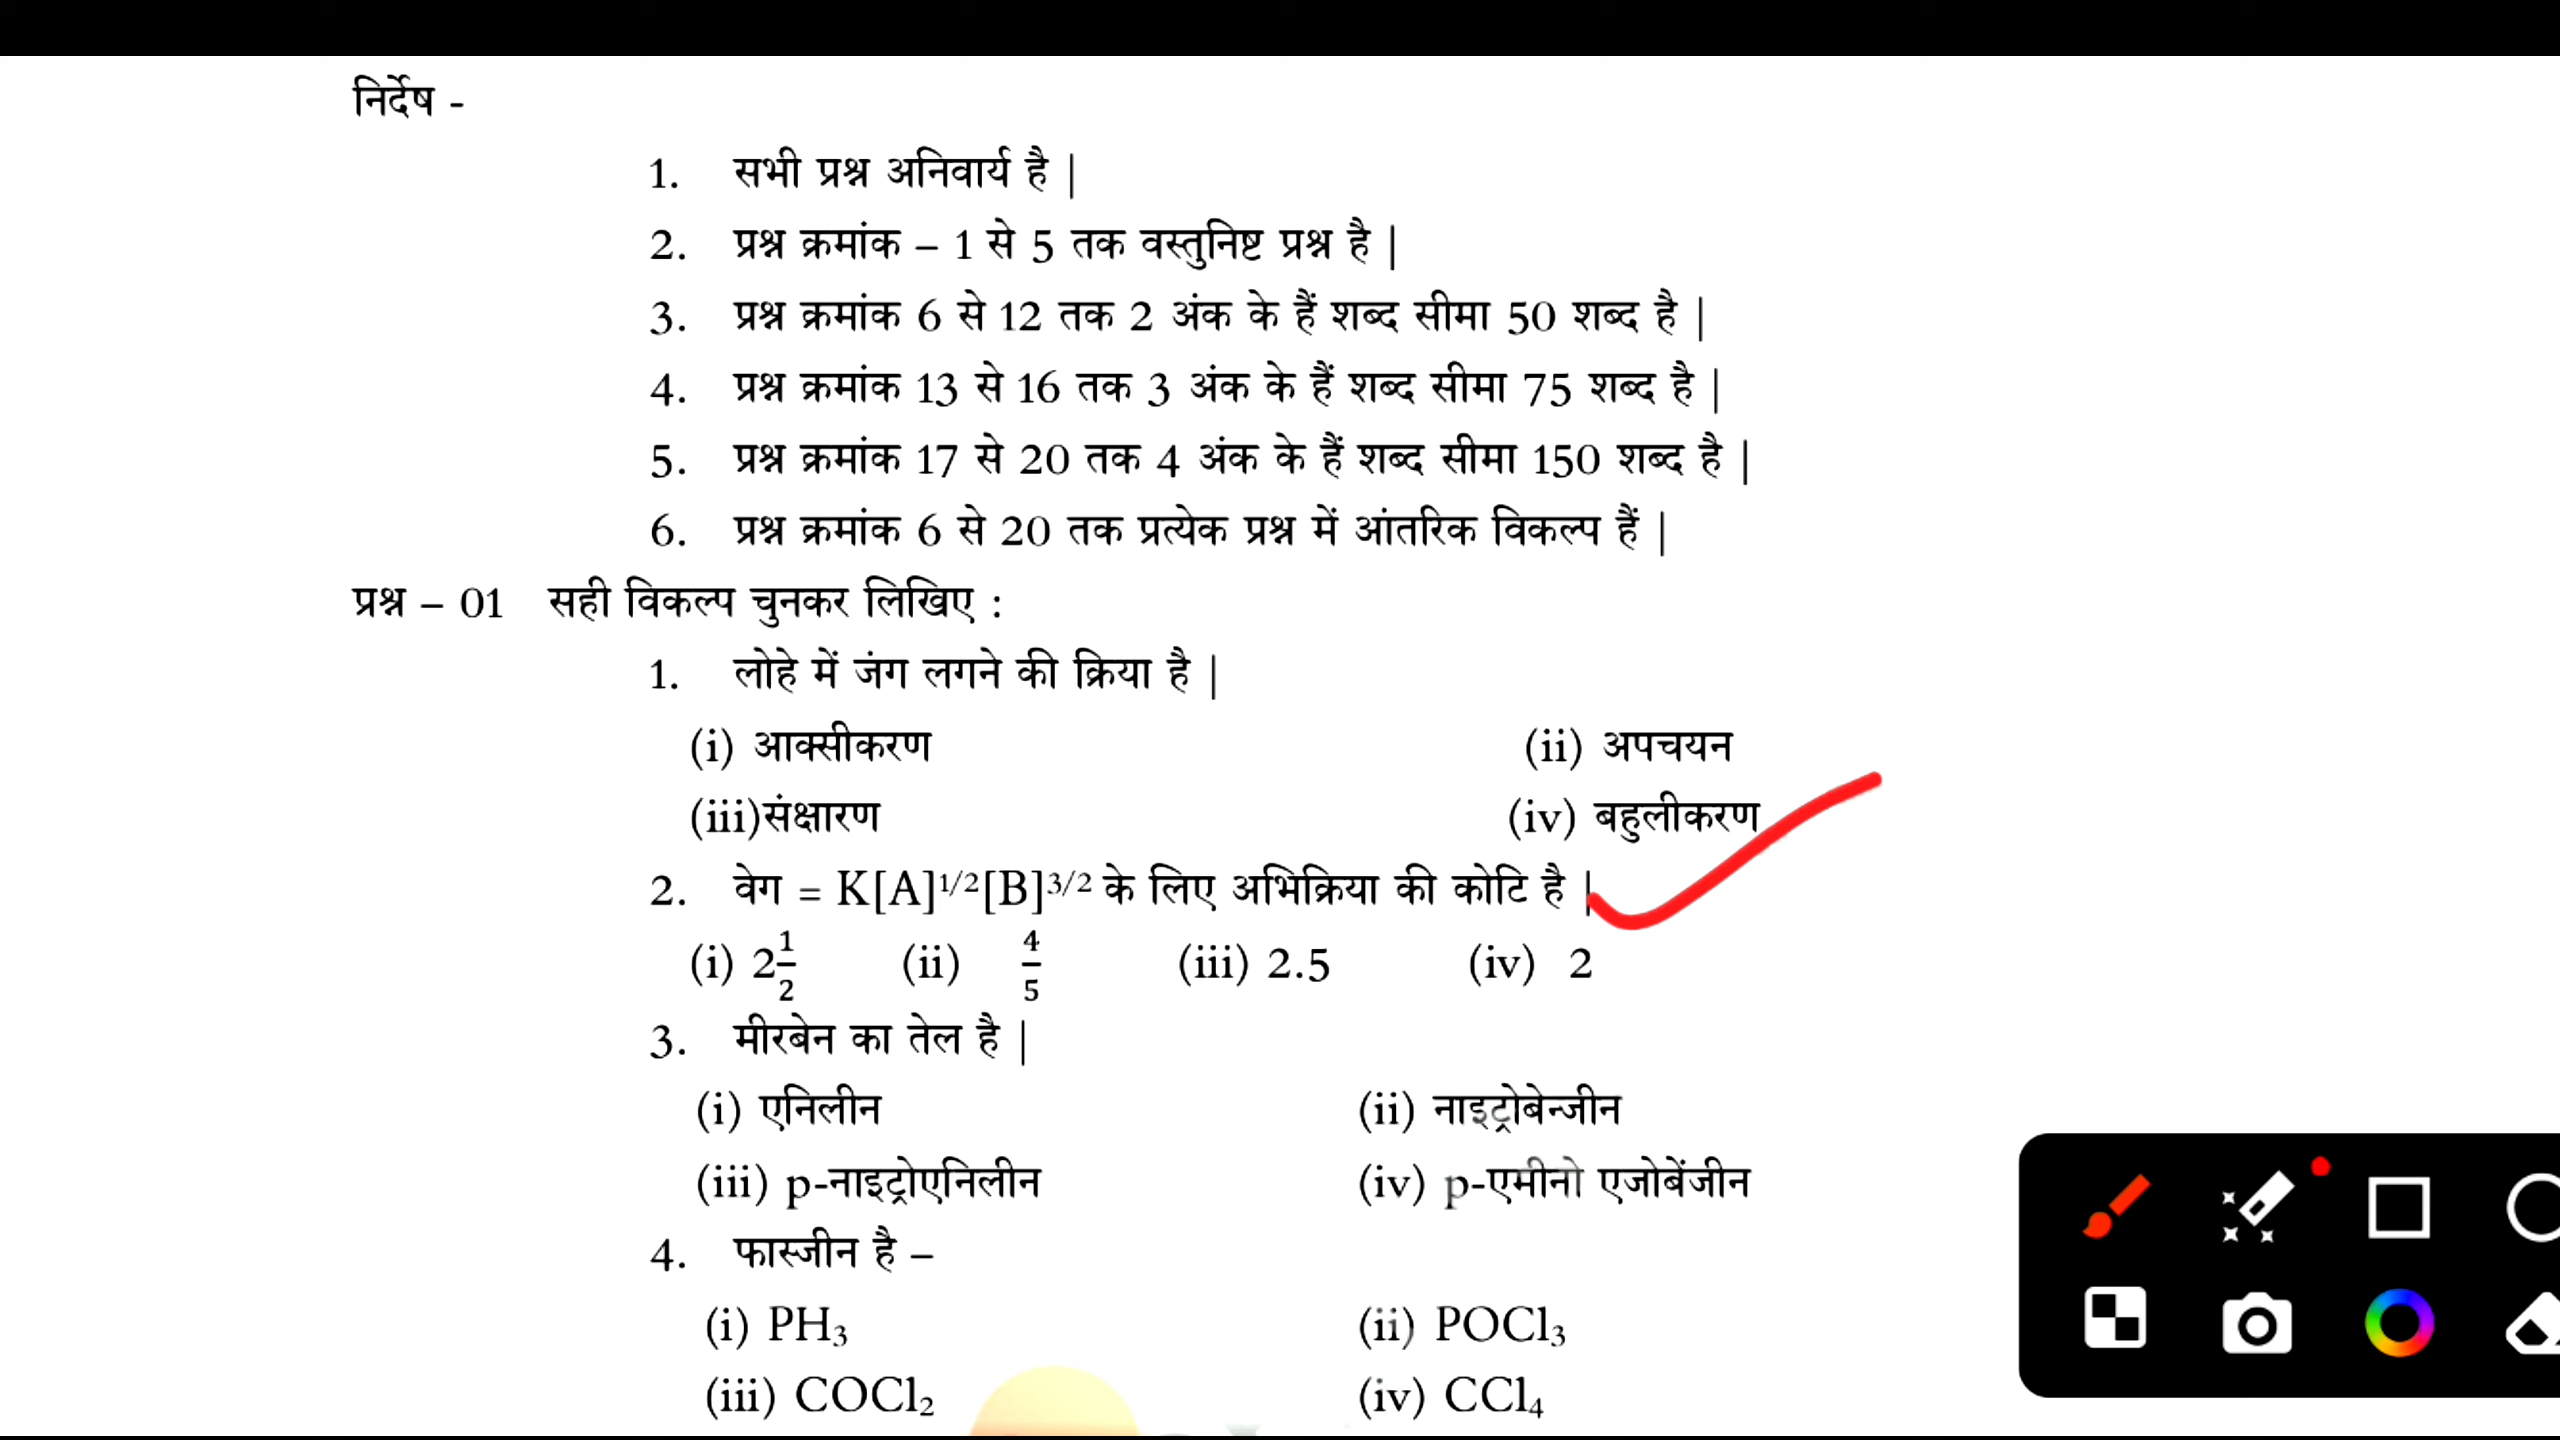 निर्देष -
1. सभी प्रश्न अनिवार्य है |
2. प्रश्न क्रमांक – 1 से 5 तक वस्तुनिष्ट प्रश्न है |
3. प्रश्न क्रमांक 6 से 12 तक 2 अंक के हैं शब्द सीमा 50 शब्द है |
4. प्रश्न क्रमांक 13 से 16 तक 3 अंक के हैं शब्द सीमा 75 शब्द है |
5. प्रश्न क्रमांक 17 से 20 तक 4 अंक के हैं शब्द सीमा 150 शब्द है |
6. प्रश्न क्रमांक 6 से 20 तक प्रत्येक प्रश्न में आंतरिक विकल्प हैं |
प्रश्न – 01 सही विकल्प चुनकर लिखिए :
1. लोहे में जंग लगने की क्रिया है |
(i) आक्सीकरण (ii) अपचयन
(iii)संक्षारण (iv) बहुलीकरण
2. वेग = K[A]^1/2[B]^3/2 के लिए अभिक्रिया की कोटि है |
(i) 2 1/2 (ii) 4/5 (iii) 2.5 (iv) 2
3. मीरबेन का तेल है |
(i) एनिलीन (ii) नाइट्रोबेन्जीन
(iii) p-नाइट्रोएनिलीन (iv) p-एमीनो एजोबेंजीन
4. फास्जीन है –
(i) PH₃ (ii) POCl₃
(iii) COCl₂ (iv) CCl₄